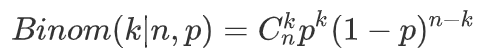 $Binom(k|n, p) = C_n^k p^k (1 - p)^{n-k}$